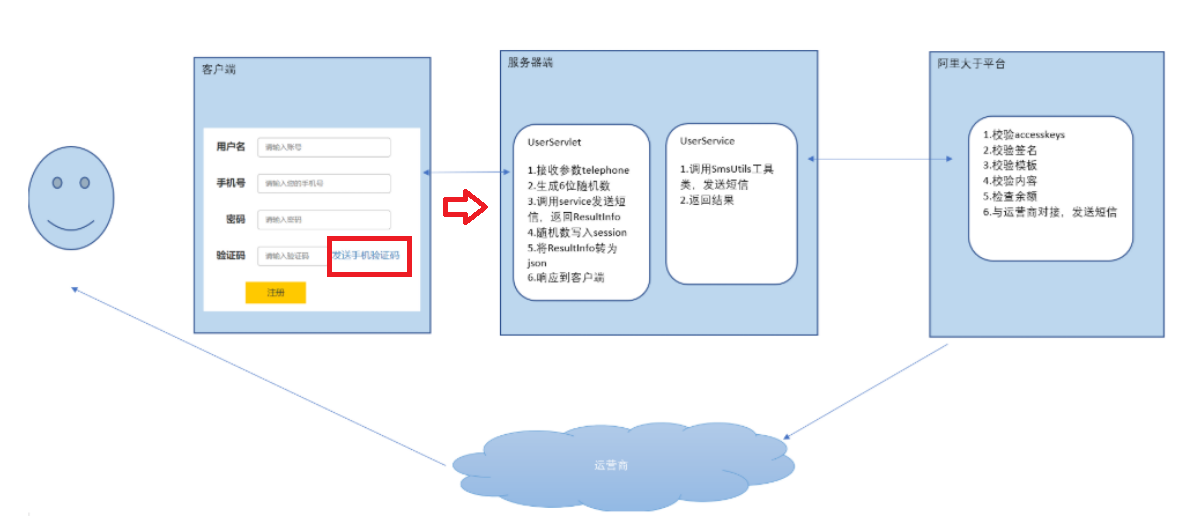 客户端
用户名
请输入账号
手机号
请输入您的手机号
密码
请输入密码
验证码
请输入验证码
发送手机验证码
注册
服务器端
UserServlet
1.接收参数telephone
2.生成6位随机数
3.调用service发送短
信，返回ResultInfo
4.随机数写入session
5.将ResultInfo转为
json
6.响应到客户端
UserService
1.调用SmsUtils工具
类，发送短信
2.返回结果
阿里大于平台
1.校验accesskeys
2.校验签名
3.校验模板
4.校验内容
5.检查余额
6.与运营商对接，发送短信
运营商